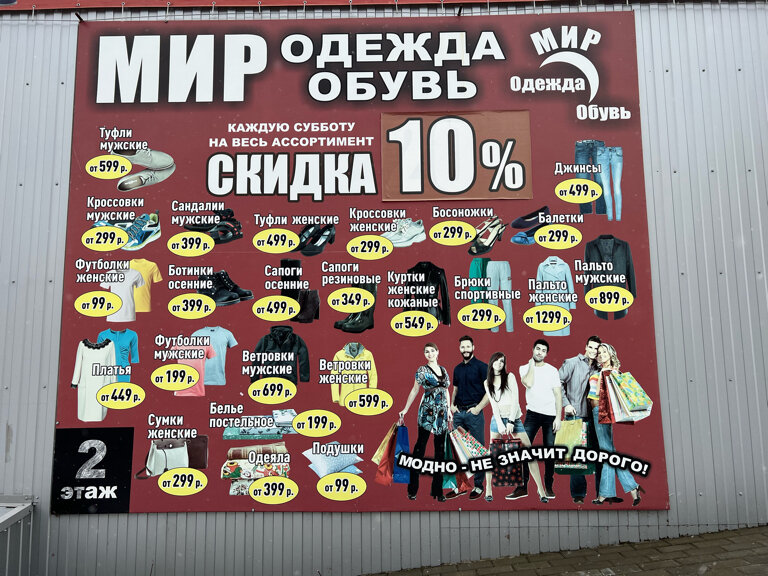 МИР ОДЕЖДА
ОБУВЬ
МИР
Одежда
Обувь
КАЖДУЮ СУББОТУ
НА ВЕСЬ АССОРТИМЕНТ
СКИДКА 10%
Туфли
мужские
от 599 р.
Джинсы
от 499 р.
Кроссовки
мужские
от 299 р.
Сандалии
мужские
от 399 р.
Туфли женские
от 499 р.
Кроссовки
женские
от 299 р.
Босоножки
от 299 р.
Балетки
от 299 р.
Футболки
женские
от 99 р.
Ботинки
осенние
от 399 р.
Сапоги
осенние
от 499 р.
Сапоги
резиновые
от 349 р.
Куртки
женские
кожаные
от 549 р.
Брюки
спортивные
от 299 р.
Пальто
женские
от 1299 р.
Пальто
мужские
от 899 р.
Платья
от 449 р.
Футболки
мужские
от 199 р.
Ветровки
мужские
от 699 р.
Ветровки
женские
от 599 р.
Сумки
женские
от 299 р.
Белье
постельное
от 199 р.
Одеяла
от 399 р.
Подушки
от 99 р.
2
этаж
МОДНО - НЕ ЗНАЧИТ ДОРОГО!